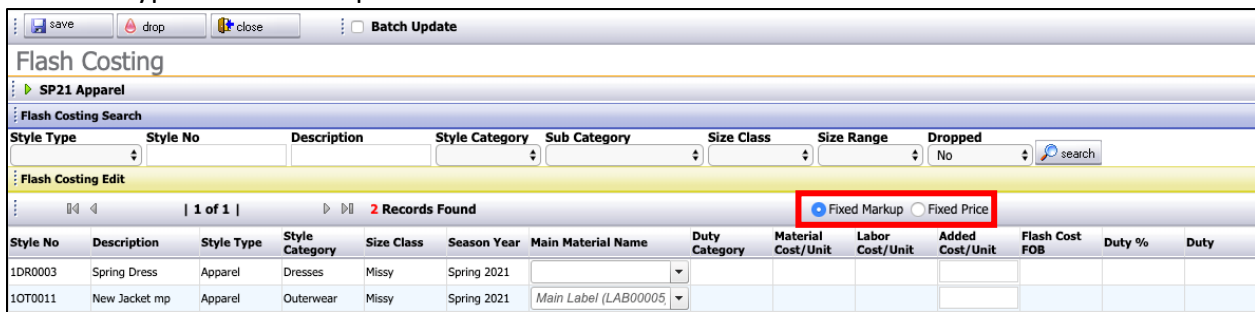 save drop close Batch Update
Flash Costing
SP21 Apparel
Flash Costing Search
Style Type Style No Description Style Category Sub Category Size Class Size Range Dropped
No search
Flash Costing Edit
| 1 of 1 | 2 Records Found Fixed Markup Fixed Price
Style No Description Style Type Style Category Size Class Season Year Main Material Name Duty Category Material Cost/Unit Labor Cost/Unit Added Cost/Unit Flash Cost FOB Duty % Duty
1DR0003 Spring Dress Apparel Dresses Missy Spring 2021
1OT0011 New Jacket mp Apparel Outerwear Missy Spring 2021 Main Label (LAB00005,